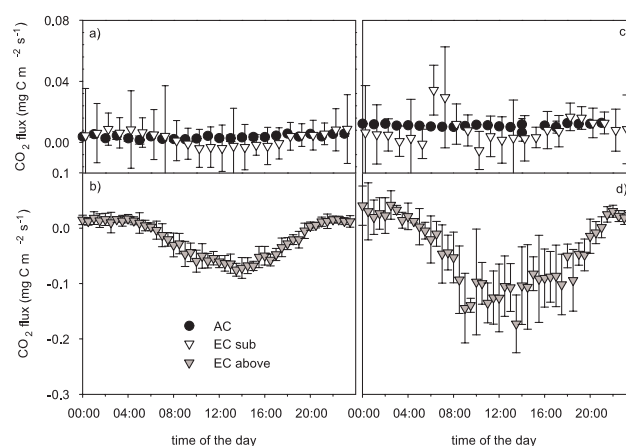 0.08
a)
c)
0.04
0.00
CO2 flux (mg C m -2 s-1)
0.1
b)
d)
0.0
-0.1
-0.2
-0.3
CO2 flux (mg C m -2 s-1)
AC
EC sub
EC above
00:00 04:00 08:00 12:00 16:00 20:00 00:00 04:00 08:00 12:00 16:00 20:00
time of the day
time of the day